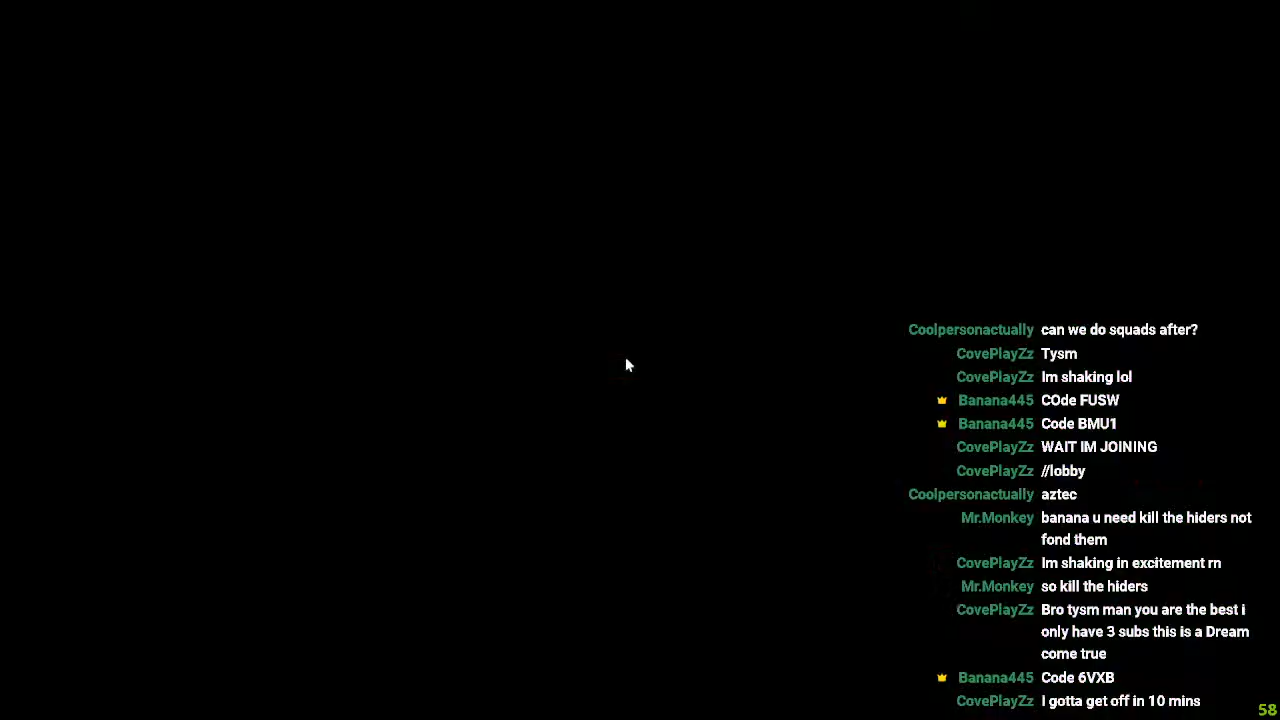 Coolpersonactually can we do squads after?
CovePlayZz Tysm
CovePlayZz Im shaking lol
Banana445 COde FUSW
Banana445 Code BMU1
CovePlayZz WAIT IM JOINING
CovePlayZz //lobby
Coolpersonactually aztec
Mr.Monkey banana u need kill the hiders not
fond them
CovePlayZz Im shaking in excitement rn
Mr.Monkey so kill the hiders
CovePlayZz Bro tysm man you are the best i
only have 3 subs this is a Dream
come true
Banana445 Code 6VXB
CovePlayZz I gotta get off in 10 mins
58